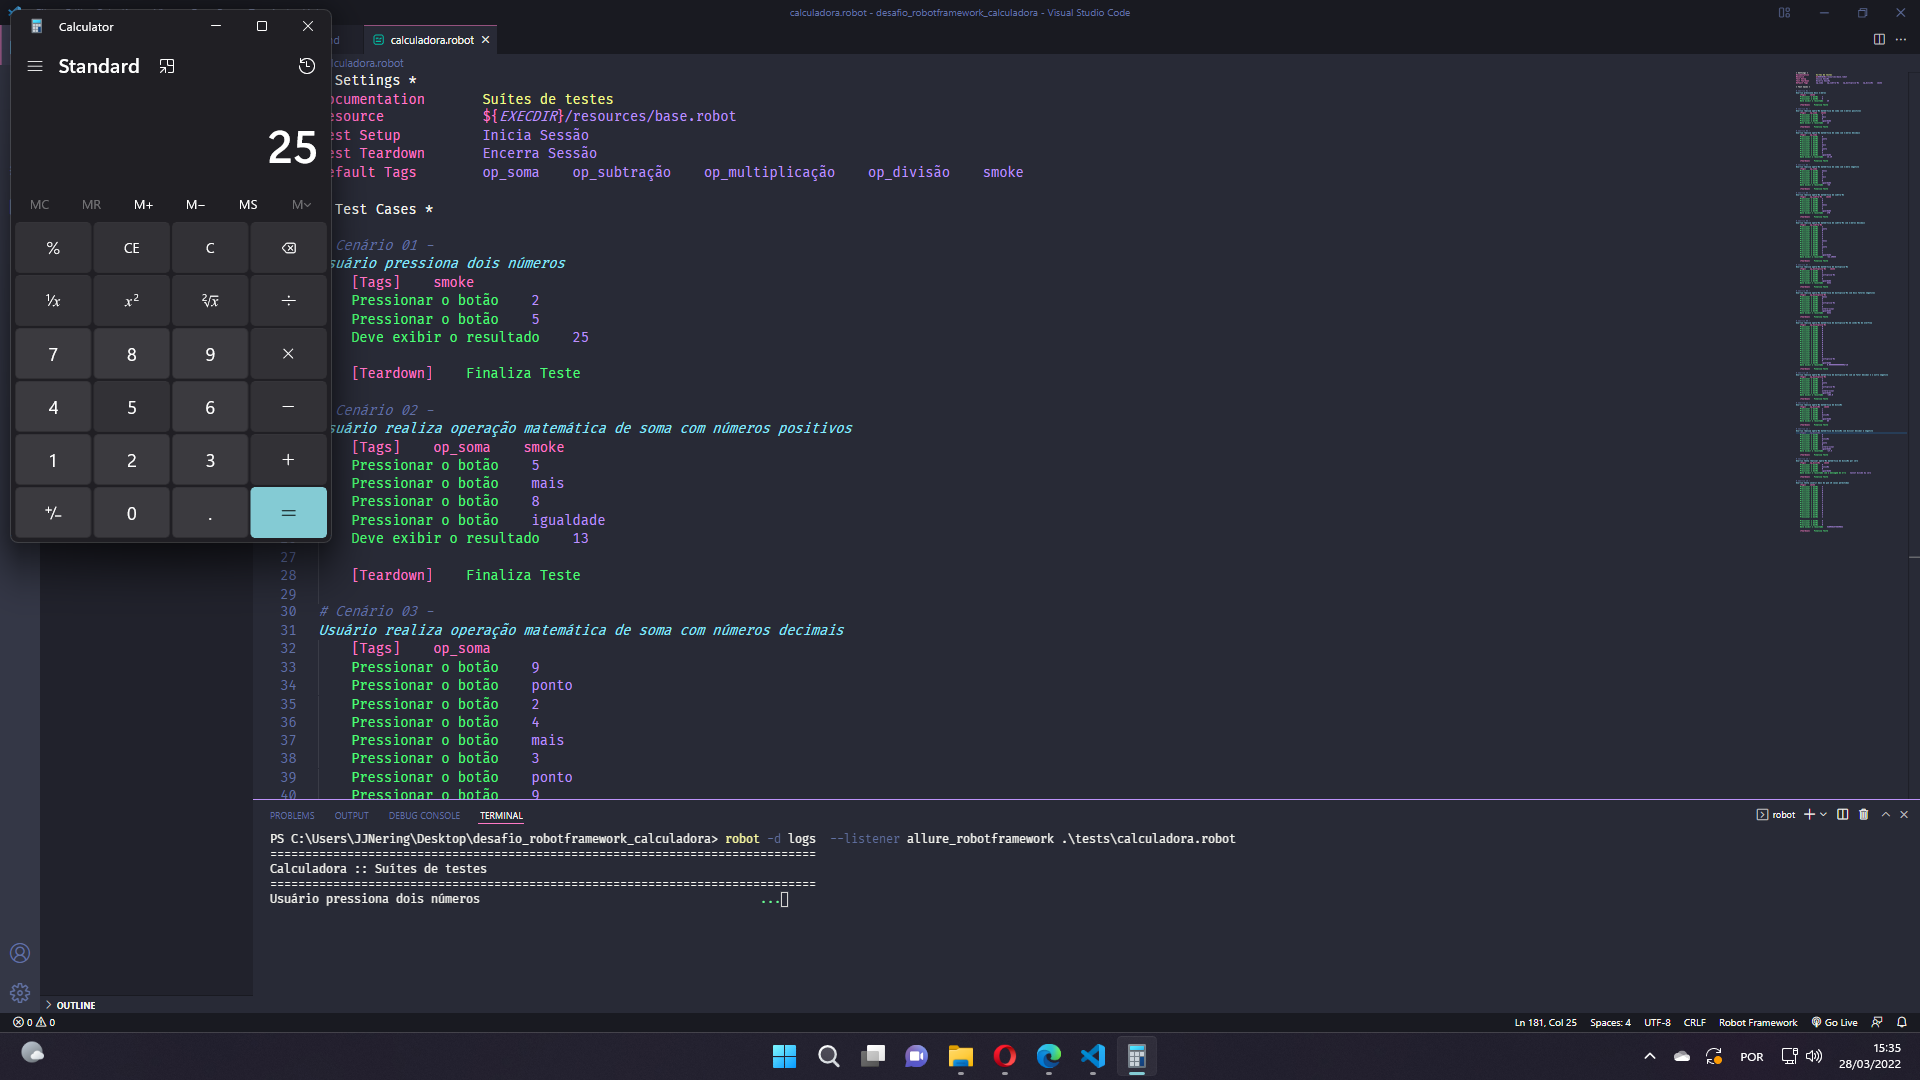 calculadora.robot - desafio_robotframework_calculadora - Visual Studio Code
Calculator
calculadora.robot
Standard
25
MC MR M+ M− MS M
% CE C
¹⁄x x² ²√x ÷
7 8 9 ×
4 5 6 −
1 2 3 +
+/− 0 . =
lculadora.robot
Settings *
ocumentation Suítes de testes
esource ${EXECDIR}/resources/base.robot
est Setup Inicia Sessão
est Teardown Encerra Sessão
efault Tags op_soma op_subtração op_multiplicação op_divisão smoke
Test Cases *
Cenário 01 -
suário pressiona dois números
[Tags] smoke
Pressionar o botão 2
Pressionar o botão 5
Deve exibir o resultado 25
[Teardown] Finaliza Teste
Cenário 02 -
suário realiza operação matemática de soma com números positivos
[Tags] op_soma smoke
Pressionar o botão 5
Pressionar o botão mais
Pressionar o botão 8
Pressionar o botão igualdade
Deve exibir o resultado 13
27
28 [Teardown] Finaliza Teste
29
30 # Cenário 03 -
31 Usuário realiza operação matemática de soma com números decimais
32 [Tags] op_soma
33 Pressionar o botão 9
34 Pressionar o botão ponto
35 Pressionar o botão 2
36 Pressionar o botão 4
37 Pressionar o botão mais
38 Pressionar o botão 3
39 Pressionar o botão ponto
40 Pressionar o botão 9
PROBLEMS OUTPUT DEBUG CONSOLE TERMINAL robot
PS C:\Users\JJNering\Desktop\desafio_robotframework_calculadora> robot -d logs --listener allure_robotframework .\tests\calculadora.robot
==============================================================================
Calculadora :: Suítes de testes
==============================================================================
Usuário pressiona dois números ...
OUTLINE
0 0 Ln 181, Col 25 Spaces: 4 UTF-8 CRLF Robot Framework Go Live
POR 15:35
28/03/2022